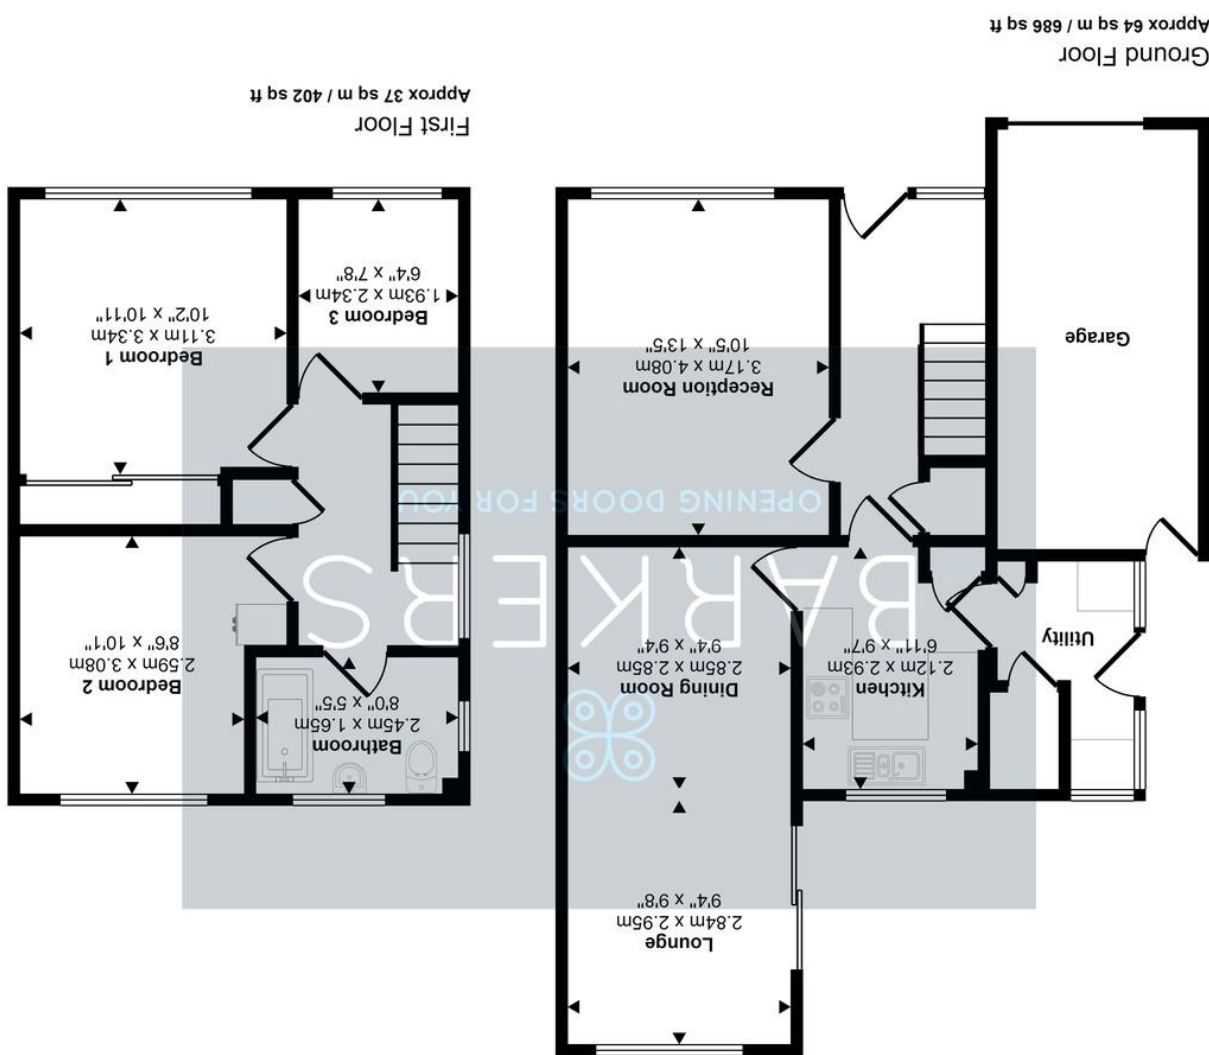 Lounge
2.84m x 2.95m
9'4" x 9'8"
Utility
Kitchen
2.12m x 2.93m
6'11" x 9'7"
Dining Room
2.85m x 2.85m
9'4" x 9'4"
Bathroom
2.45m x 1.65m
8'0" x 5'5"
Bedroom 2
2.59m x 3.08m
8'6" x 10'1"
BARKERS
OPENING DOORS FOR YOU
Garage
Reception Room
3.17m x 4.08m
10'5" x 13'5"
Bedroom 3
1.93m x 2.34m
6'4" x 7'8"
Bedroom 1
3.11m x 3.34m
10'2" x 10'11"
Ground Floor
Approx 64 sq m / 686 sq ft
First Floor
Approx 37 sq m / 402 sq ft